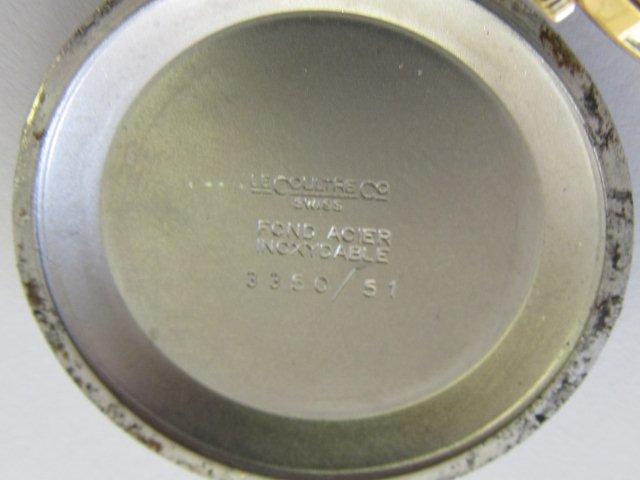 LECOULTRE CO
SWISS
FOND ACIER
INOXYDABLE
3350/51